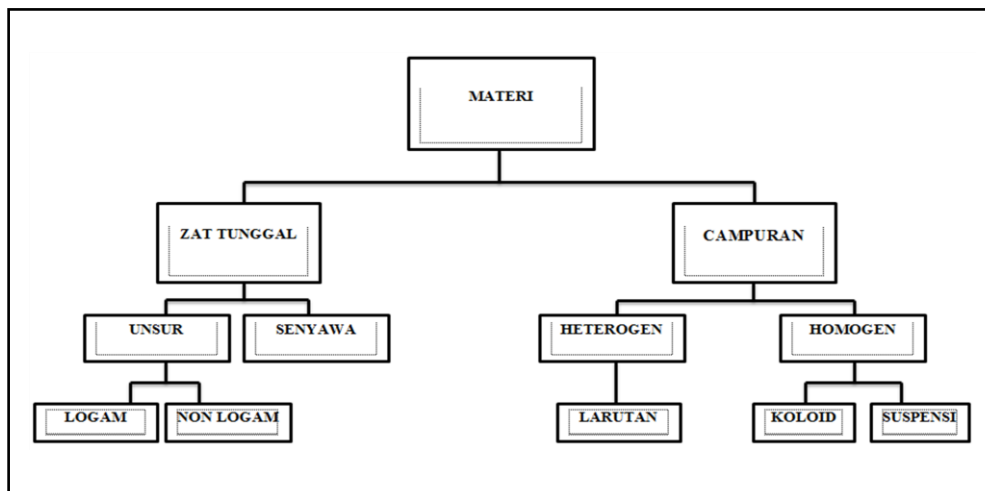 MATERI
ZAT TUNGGAL
CAMPURAN
UNSUR
SENYAWA
HETEROGEN
HOMOGEN
LOGAM
NON LOGAM
LARUTAN
KOLOID
SUSPENSI